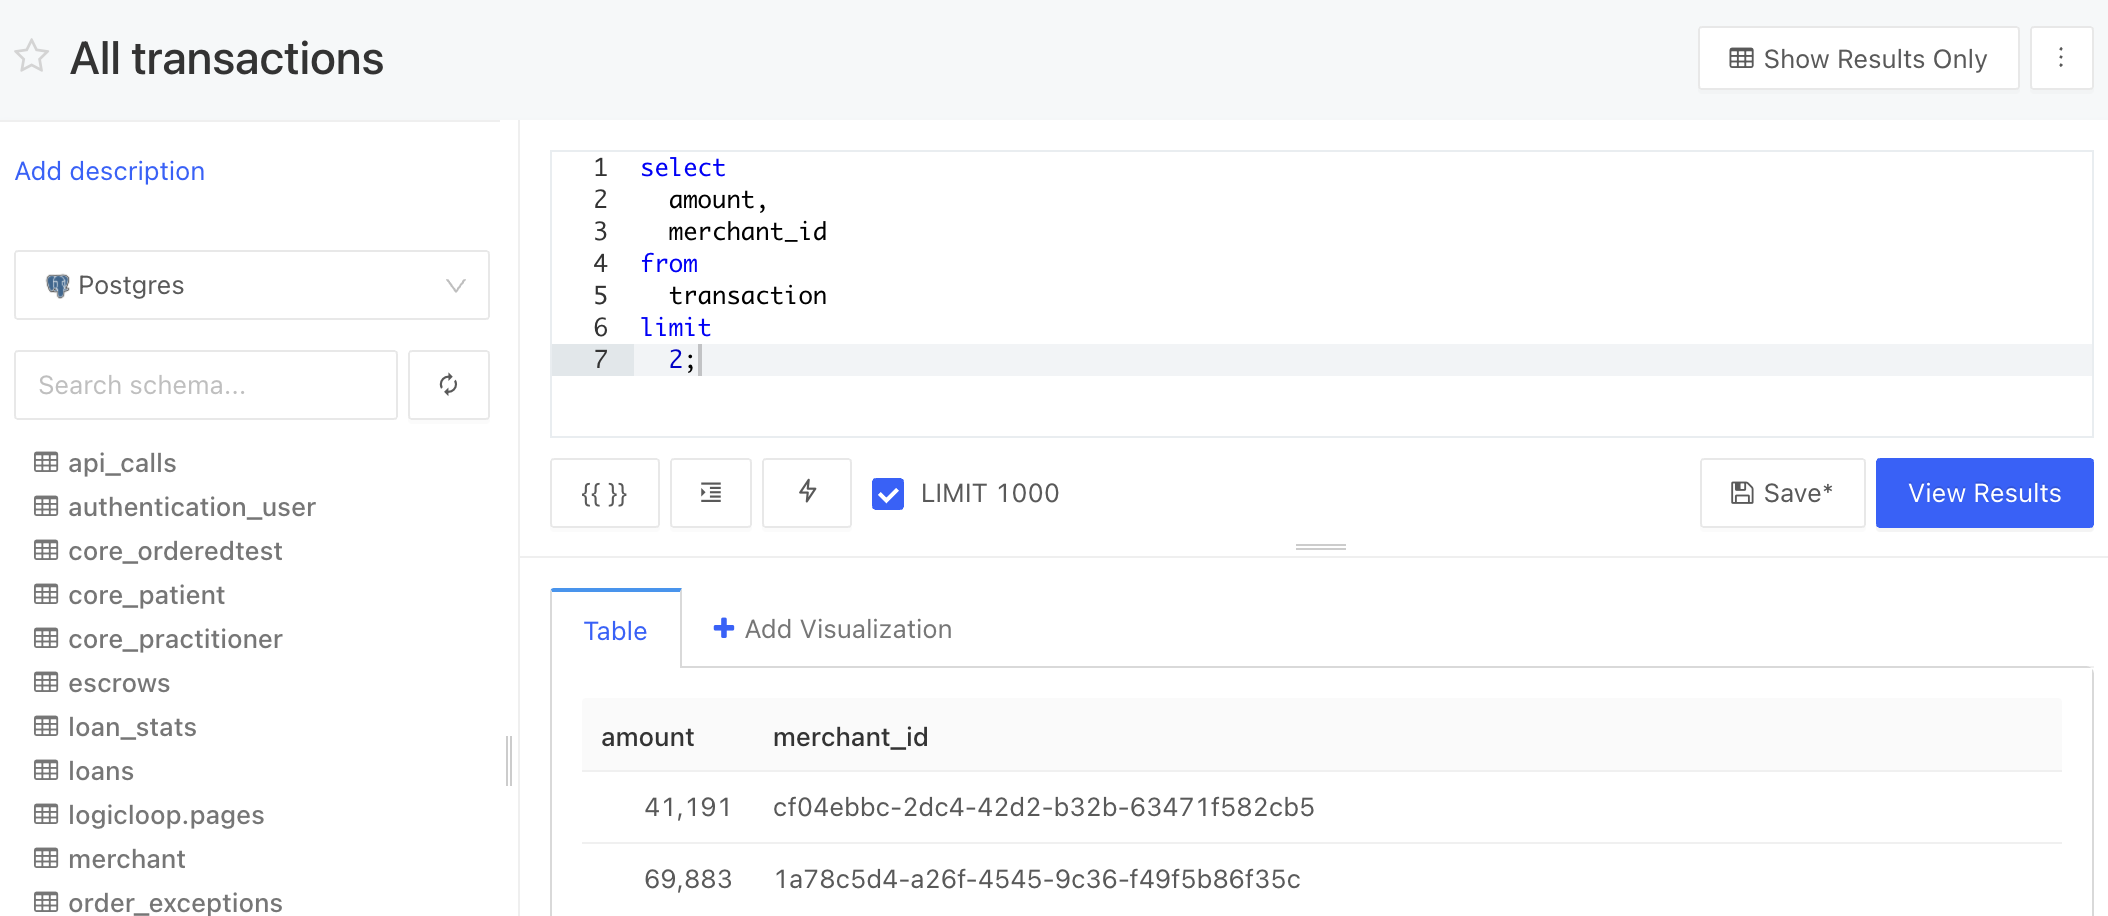 All transactions
Show Results Only
Add description
Postgres
Search schema...
api_calls
authentication_user
core_orderedtest
core_patient
core_practitioner
escrows
loan_stats
loans
logicloop.pages
merchant
order_exceptions
1 select
2 amount,
3 merchant_id
4 from
5 transaction
6 limit
7 2;
{{ }}
LIMIT 1000
Save*
View Results
Table
Add Visualization
amount merchant_id
41,191 cf04ebbc-2dc4-42d2-b32b-63471f582cb5
69,883 1a78c5d4-a26f-4545-9c36-f49f5b86f35c